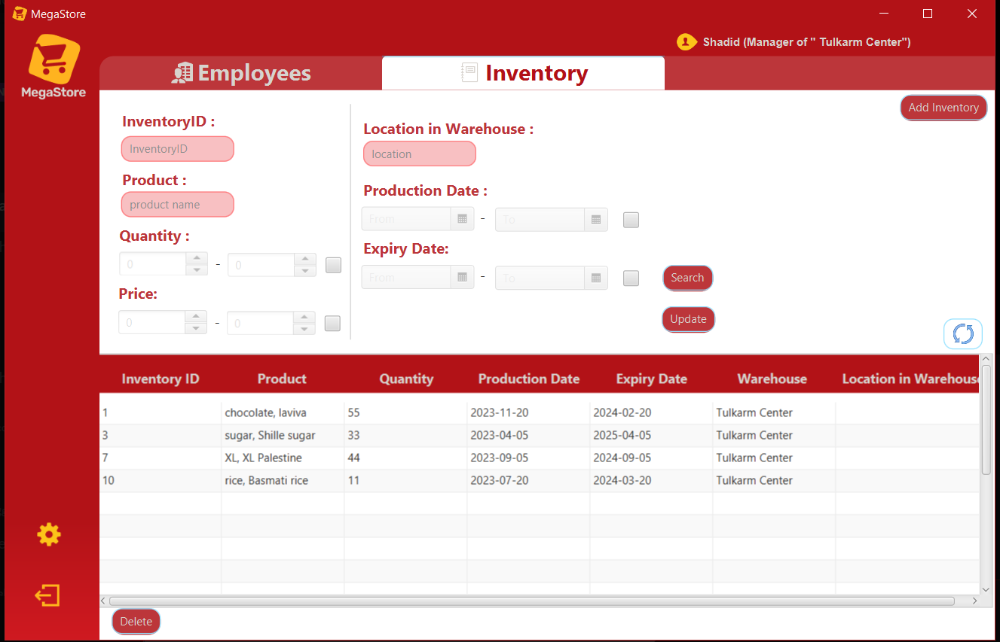 MegaStore
Shadid (Manager of " Tulkarm Center")
MegaStore
Employees
Inventory
Add Inventory
InventoryID :
InventoryID
Product :
product name
Quantity :
0 - 0
Price:
0 - 0
Location in Warehouse :
location
Production Date :
From - To
Expiry Date:
From - To
Search
Update
Inventory ID Product Quantity Production Date Expiry Date Warehouse Location in Warehouse
1 chocolate, laviva 55 2023-11-20 2024-02-20 Tulkarm Center
3 sugar, Shille sugar 33 2023-04-05 2025-04-05 Tulkarm Center
7 XL, XL Palestine 44 2023-09-05 2024-09-05 Tulkarm Center
10 rice, Basmati rice 11 2023-07-20 2024-03-20 Tulkarm Center
Delete